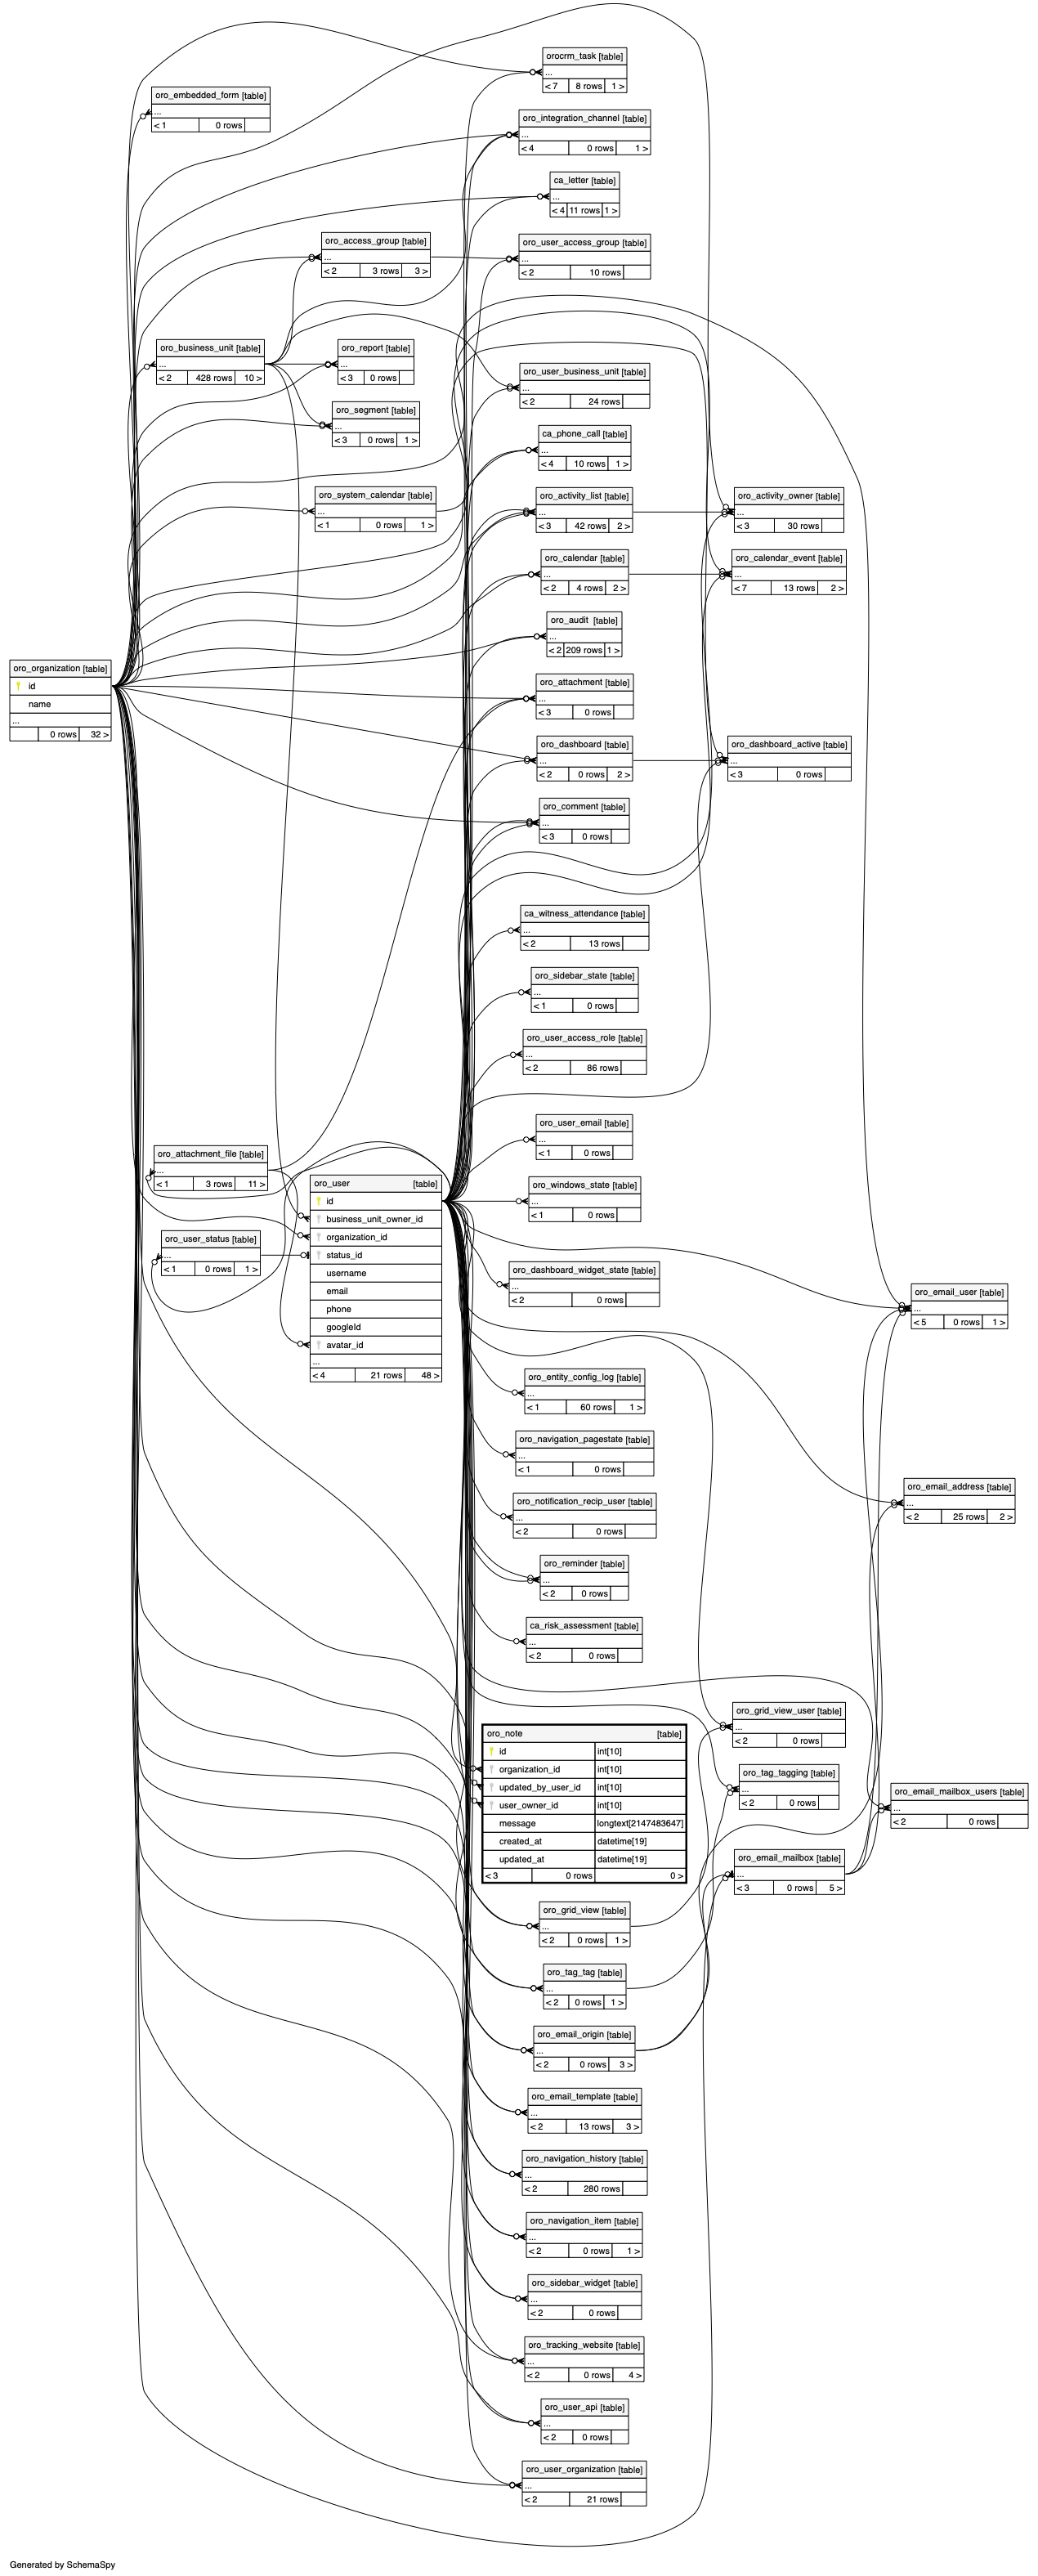 orocrm_task [table]
...
< 7 8 rows 1 >
oro_embedded_form [table]
...
< 1 0 rows
oro_integration_channel [table]
...
< 4 0 rows 1 >
ca_letter [table]
...
< 4 11 rows 1 >
oro_access_group [table]
...
< 2 3 rows 3 >
oro_user_access_group [table]
...
< 2 10 rows
oro_business_unit [table]
...
< 2 428 rows 10 >
oro_report [table]
...
< 3 0 rows
oro_user_business_unit [table]
...
< 2 24 rows
oro_segment [table]
...
< 3 0 rows 1 >
ca_phone_call [table]
...
< 4 10 rows 1 >
oro_system_calendar [table]
...
< 1 0 rows 1 >
oro_activity_list [table]
...
< 3 42 rows 2 >
oro_activity_owner [table]
...
< 3 30 rows
oro_calendar [table]
...
< 2 4 rows 2 >
oro_calendar_event [table]
...
< 7 13 rows 2 >
oro_audit [table]
...
< 2 209 rows 1 >
oro_organization [table]
id
name
...
0 rows 32 >
oro_attachment [table]
...
< 3 0 rows
oro_dashboard [table]
...
< 2 0 rows 2 >
oro_dashboard_active [table]
...
< 3 0 rows
oro_comment [table]
...
< 3 0 rows
ca_witness_attendance [table]
...
< 2 13 rows
oro_sidebar_state [table]
...
< 1 0 rows
oro_user_access_role [table]
...
< 2 86 rows
oro_user_email [table]
...
< 1 0 rows
oro_attachment_file [table]
...
< 1 3 rows 11 >
oro_user [table]
id
business_unit_owner_id
organization_id
status_id
username
email
phone
googleId
avatar_id
...
< 4 21 rows 48 >
oro_windows_state [table]
...
< 1 0 rows
oro_user_status [table]
...
< 1 0 rows 1 >
oro_dashboard_widget_state [table]
...
< 2 0 rows
oro_email_user [table]
...
< 5 0 rows 1 >
oro_entity_config_log [table]
...
< 1 60 rows 1 >
oro_navigation_pagestate [table]
...
< 1 0 rows
oro_email_address [table]
...
< 2 25 rows 2 >
oro_notification_recip_user [table]
...
< 2 0 rows
oro_reminder [table]
...
< 2 0 rows
ca_risk_assessment [table]
...
< 2 0 rows
oro_grid_view_user [table]
...
< 2 0 rows
oro_note [table]
id int[10]
organization_id int[10]
updated_by_user_id int[10]
user_owner_id int[10]
message longtext[2147483647]
created_at datetime[19]
updated_at datetime[19]
< 3 0 rows 0 >
oro_tag_tagging [table]
...
< 2 0 rows
oro_email_mailbox_users [table]
...
< 2 0 rows
oro_email_mailbox [table]
...
< 3 0 rows 5 >
oro_grid_view [table]
...
< 2 0 rows 1 >
oro_tag_tag [table]
...
< 2 0 rows 1 >
oro_email_origin [table]
...
< 2 0 rows 3 >
oro_email_template [table]
...
< 2 13 rows 3 >
oro_navigation_history [table]
...
< 2 280 rows
oro_navigation_item [table]
...
< 2 0 rows 1 >
oro_sidebar_widget [table]
...
< 2 0 rows
oro_tracking_website [table]
...
< 2 0 rows 4 >
oro_user_api [table]
...
< 2 0 rows
oro_user_organization [table]
...
< 2 21 rows
Generated by SchemaSpy